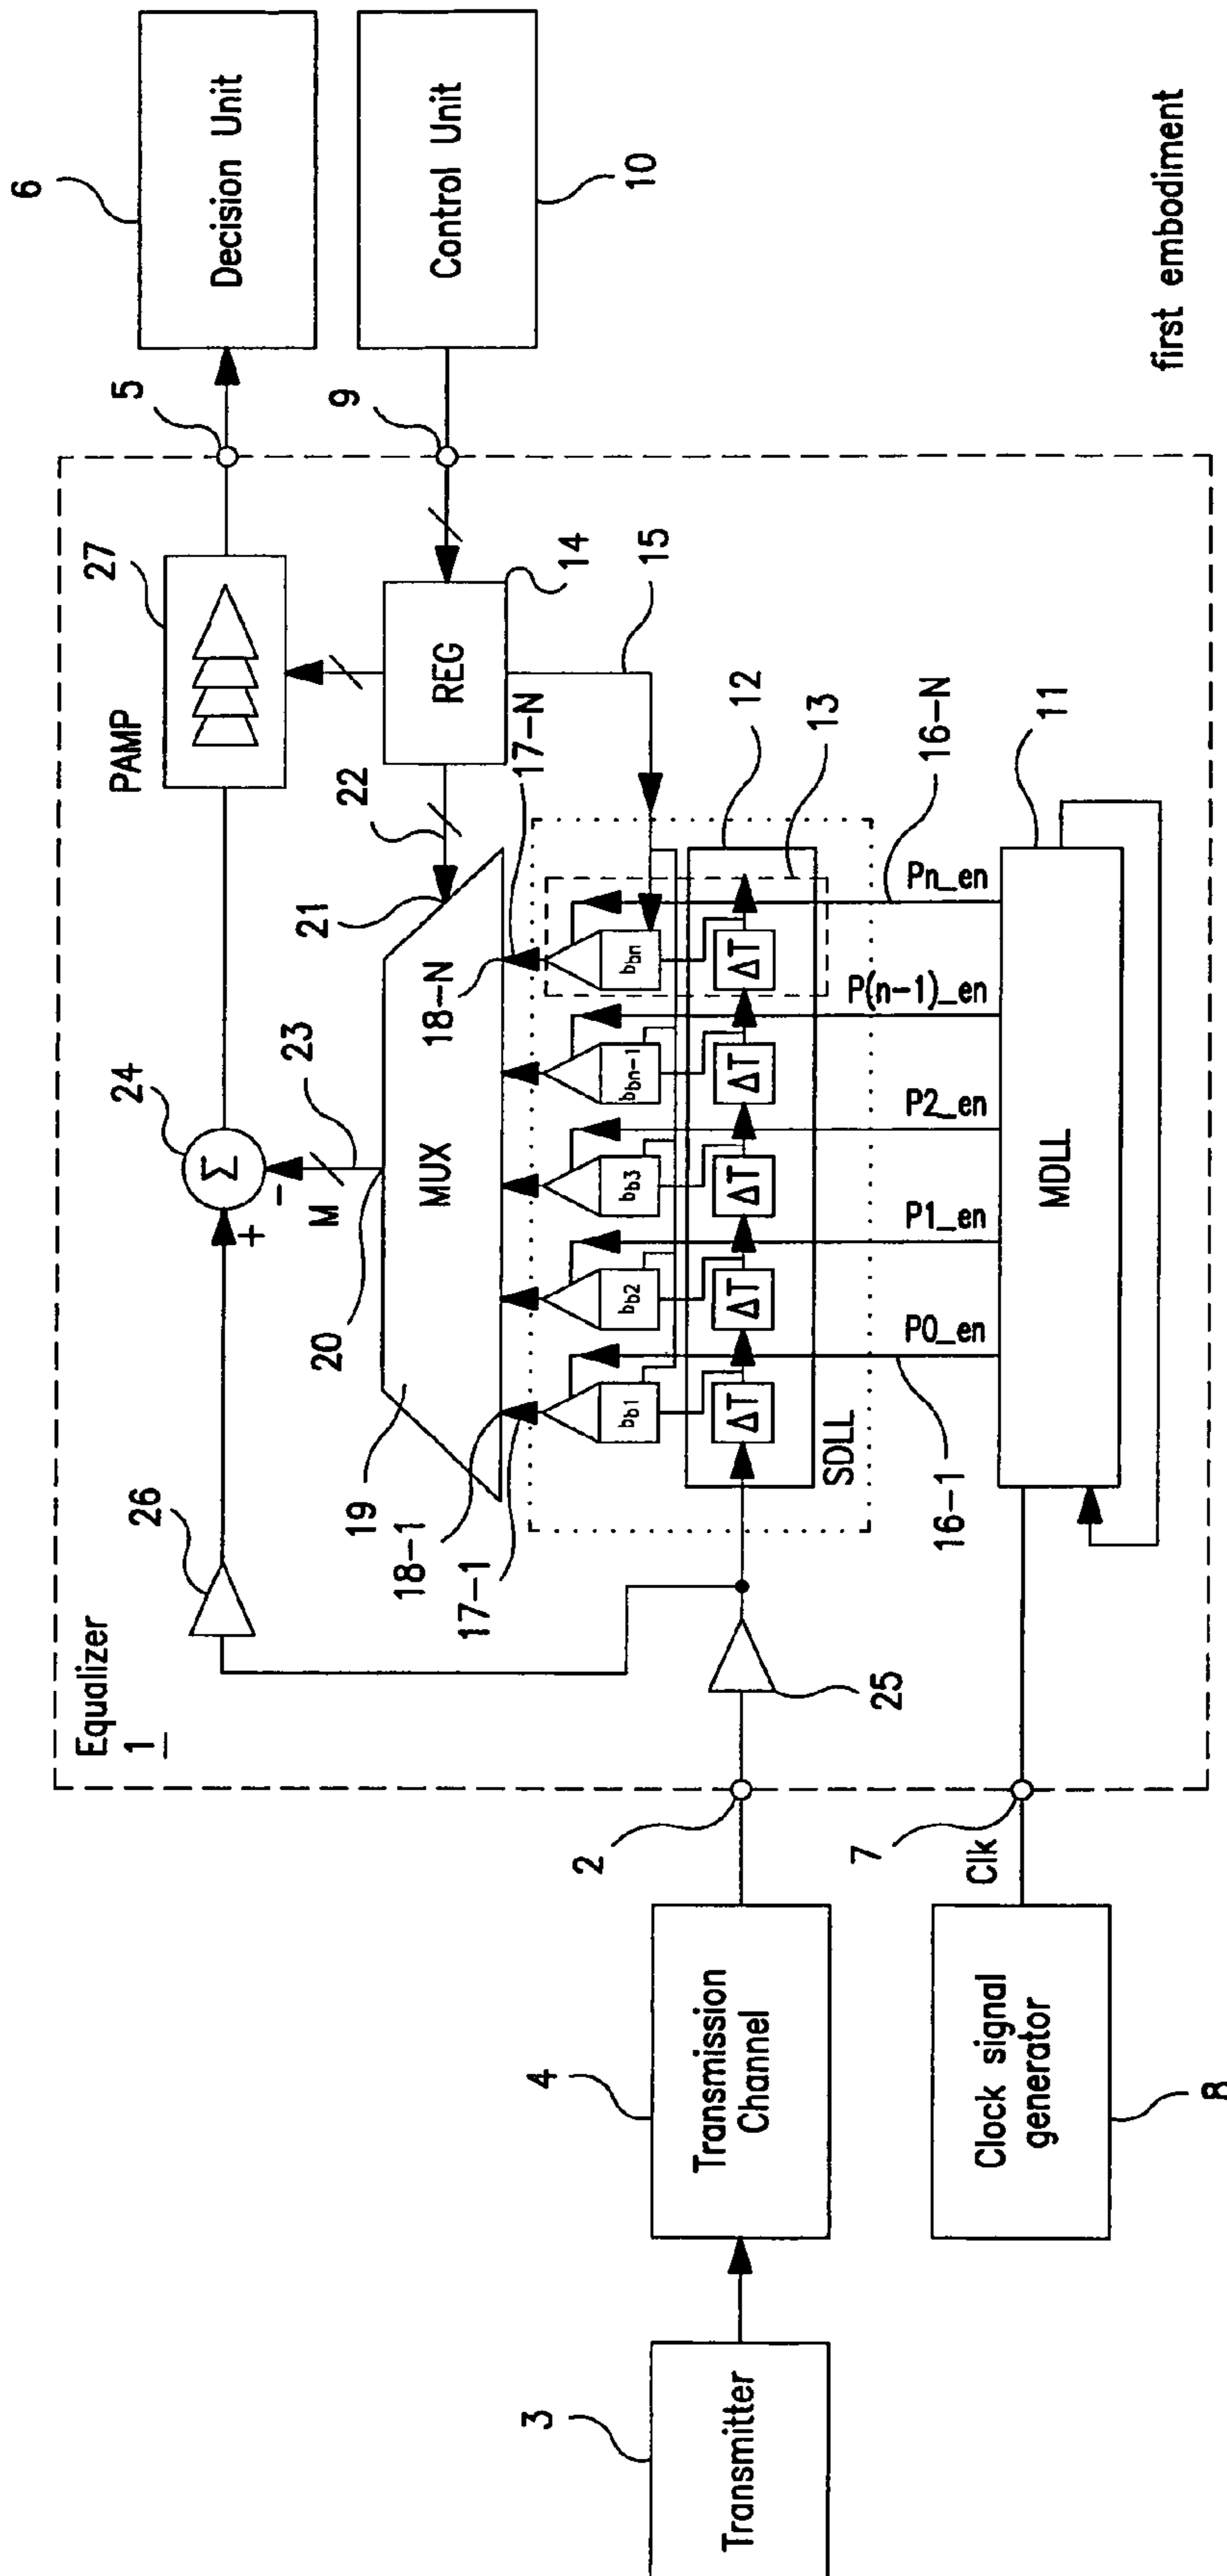 Equalizer
1
26
24
Σ
+
-
M
23
PAMP
27
5
6
Decision Unit
9
Control Unit
10
REG
14
15
22
21
17-N
18-N
MUX
20
19
18-1
17-1
bb1
bb2
bb3
bbn-1
bbn
ΔT
ΔT
ΔT
ΔT
ΔT
12
13
SDLL
P0_en
P1_en
P2_en
P(n-1)_en
Pn_en
16-1
16-N
11
MDLL
25
2
7
Clk
3
Transmitter
4
Transmission
Channel
Clock signal
generator
8
first embodiment